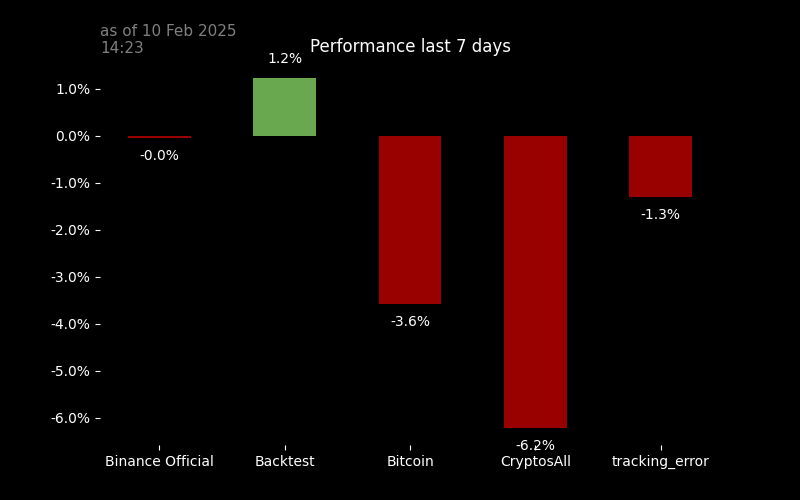 as of 10 Feb 2025
14:23
Performance last 7 days
1.2%
1.0%
0.0%
-0.0%
-1.0%
-1.3%
-2.0%
-3.0%
-3.6%
-4.0%
-5.0%
-6.0%
-6.2%
Binance Official
Backtest
Bitcoin
CryptosAll
tracking_error